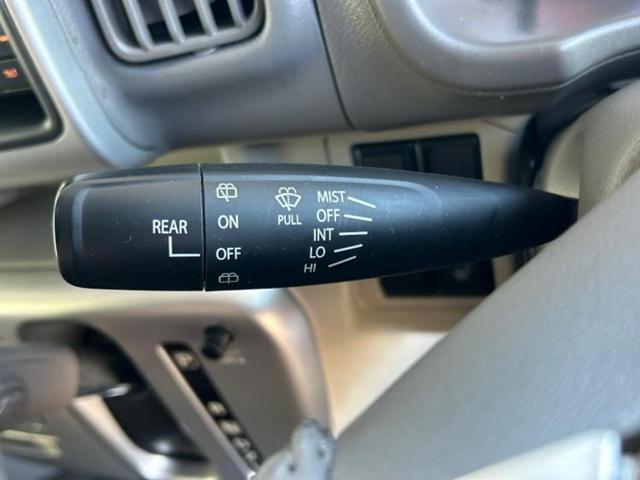 REAR
ON
OFF
PULL
MIST
OFF
INT
LO
HI